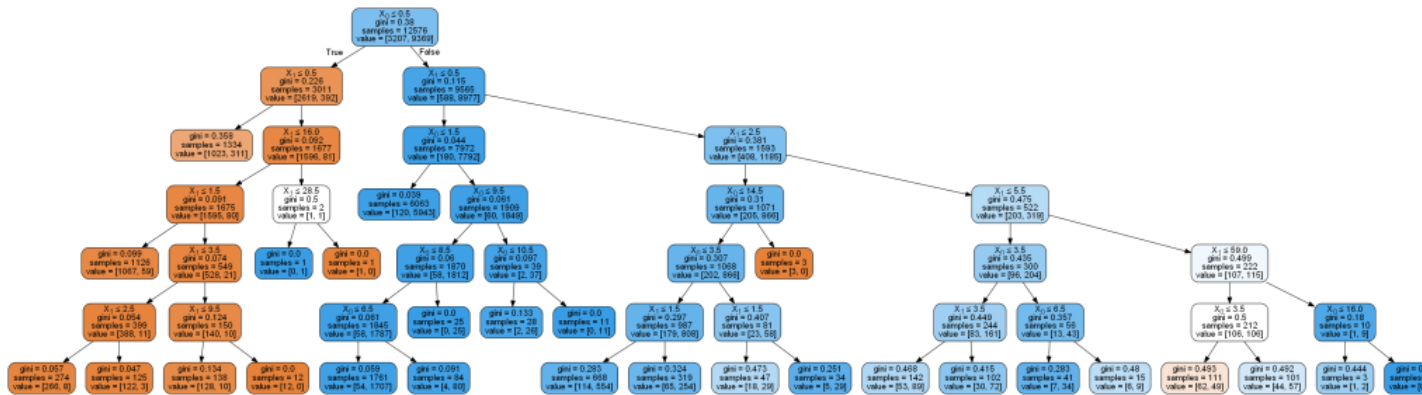 X₀ ≤ 0.5
gini = 0.38
samples = 12576
value = [3207, 9369]
True
False
X₁ ≤ 0.5
gini = 0.226
samples = 3011
value = [2619, 392]
X₁ ≤ 0.5
gini = 0.115
samples = 9565
value = [588, 8977]
gini = 0.358
samples = 1334
value = [1023, 311]
X₁ ≤ 16.0
gini = 0.092
samples = 1677
value = [1596, 81]
X₀ ≤ 1.5
gini = 0.044
samples = 7972
value = [180, 7792]
X₁ ≤ 2.5
gini = 0.381
samples = 1593
value = [408, 1185]
X₁ ≤ 1.5
gini = 0.091
samples = 1675
value = [1595, 80]
X₁ ≤ 28.5
gini = 0.5
samples = 2
value = [1, 1]
gini = 0.039
samples = 6063
value = [120, 5943]
X₀ ≤ 9.5
gini = 0.061
samples = 1909
value = [60, 1849]
X₀ ≤ 14.5
gini = 0.31
samples = 1071
value = [205, 866]
X₁ ≤ 5.5
gini = 0.475
samples = 522
value = [203, 319]
gini = 0.099
samples = 1126
value = [1067, 59]
X₁ ≤ 3.5
gini = 0.074
samples = 549
value = [528, 21]
gini = 0.0
samples = 1
value = [0, 1]
gini = 0.0
samples = 1
value = [1, 0]
X₀ ≤ 8.5
gini = 0.06
samples = 1870
value = [58, 1812]
X₀ ≤ 10.5
gini = 0.097
samples = 39
value = [2, 37]
X₀ ≤ 3.5
gini = 0.307
samples = 1068
value = [202, 866]
gini = 0.0
samples = 3
value = [3, 0]
X₀ ≤ 3.5
gini = 0.435
samples = 300
value = [96, 204]
X₁ ≤ 59.0
gini = 0.499
samples = 222
value = [107, 115]
X₁ ≤ 2.5
gini = 0.054
samples = 399
value = [388, 11]
X₁ ≤ 9.5
gini = 0.124
samples = 150
value = [140, 10]
X₀ ≤ 6.5
gini = 0.061
samples = 1845
value = [58, 1787]
gini = 0.0
samples = 25
value = [0, 25]
gini = 0.133
samples = 28
value = [2, 26]
gini = 0.0
samples = 11
value = [0, 11]
X₁ ≤ 1.5
gini = 0.297
samples = 987
value = [179, 808]
X₁ ≤ 1.5
gini = 0.407
samples = 81
value = [23, 58]
X₁ ≤ 3.5
gini = 0.449
samples = 244
value = [83, 161]
X₀ ≤ 6.5
gini = 0.357
samples = 56
value = [13, 43]
X₀ ≤ 3.5
gini = 0.5
samples = 212
value = [106, 106]
X₀ ≤ 16.0
gini = 0.18
samples = 10
value = [1, 9]
gini = 0.057
samples = 274
value = [266, 8]
gini = 0.047
samples = 125
value = [122, 3]
gini = 0.134
samples = 138
value = [128, 10]
gini = 0.0
samples = 12
value = [12, 0]
gini = 0.059
samples = 1761
value = [54, 1707]
gini = 0.091
samples = 84
value = [4, 80]
gini = 0.283
samples = 668
value = [114, 554]
gini = 0.324
samples = 319
value = [65, 254]
gini = 0.473
samples = 47
value = [18, 29]
gini = 0.251
samples = 34
value = [5, 29]
gini = 0.468
samples = 142
value = [53, 89]
gini = 0.415
samples = 102
value = [30, 72]
gini = 0.283
samples = 41
value = [7, 34]
gini = 0.48
samples = 15
value = [6, 9]
gini = 0.493
samples = 111
value = [62, 49]
gini = 0.492
samples = 101
value = [44, 57]
gini = 0.444
samples = 3
value = [1, 2]